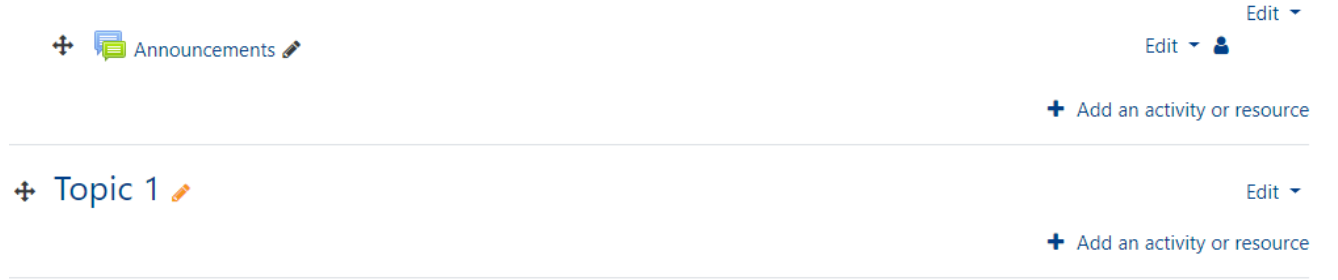 Edit
Announcements Edit
Add an activity or resource
Topic 1 Edit
Add an activity or resource